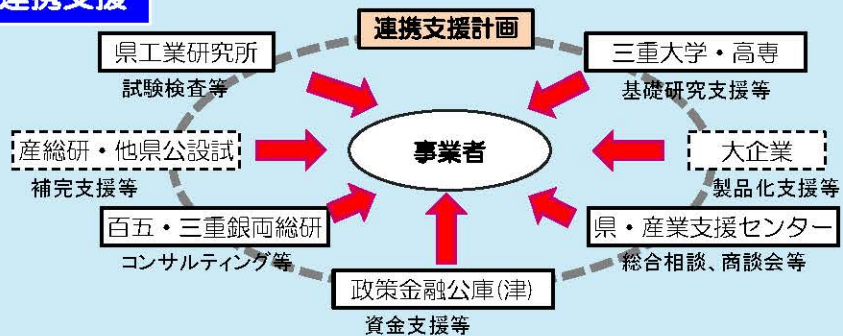 連携支援
連携支援計画
県工業研究所
試験検査等
三重大学・高専
基礎研究支援等
産総研・他県公設試
補完支援等
事業者
大企業
製品化支援等
百五・三重銀両総研
コンサルティング等
県・産業支援センター
総合相談、商談会等
政策金融公庫(津)
資金支援等